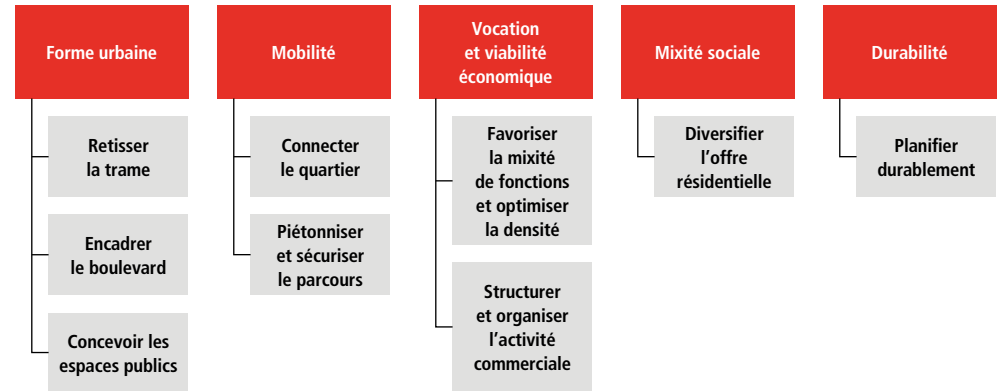 Forme urbaine
Retisser
la trame
Encadrer
le boulevard
Concevoir les
espaces publics
Mobilité
Connecter
le quartier
Piétonniser
et sécuriser
le parcours
Vocation
et viabilité
économique
Favoriser
la mixité
de fonctions
et optimiser
la densité
Structurer
et organiser
l’activité
commerciale
Mixité sociale
Diversifier
l’offre
résidentielle
Durabilité
Planifier
durablement